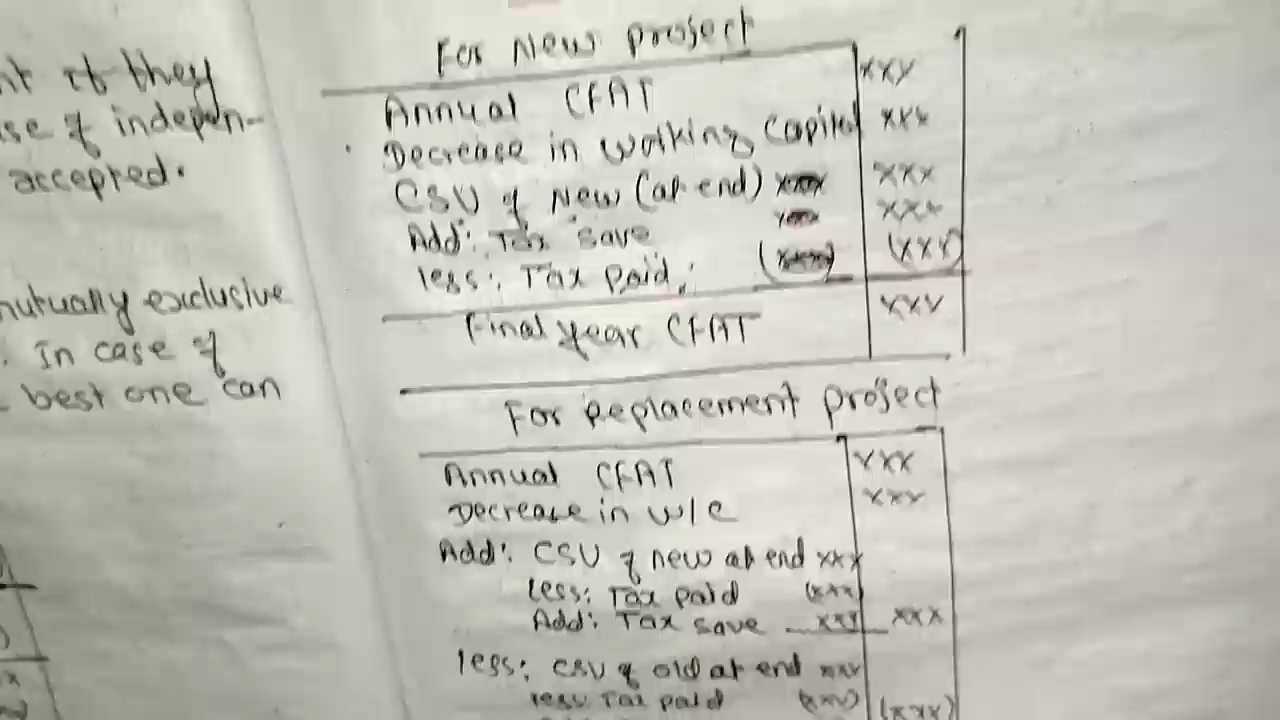 nt if they
use of indepen-
accepted.
mutually exclusive
. In case of
best one can
For New project
Annual CFAT xxx
Decrease in working capital xxx
CSV of New (at end) xxx
Add: Tax save xxx
less: Tax paid: (xxx)
Final year CFAT xxx
For Replacement project
Annual CFAT xxx
Decrease in W/C xxx
Add: CSV of new at end xxx
Less: Tax paid (xxx)
Add: Tax save xxx xxx
less: CSV of old at end xxx
less Tax paid (xxx) (xxx)